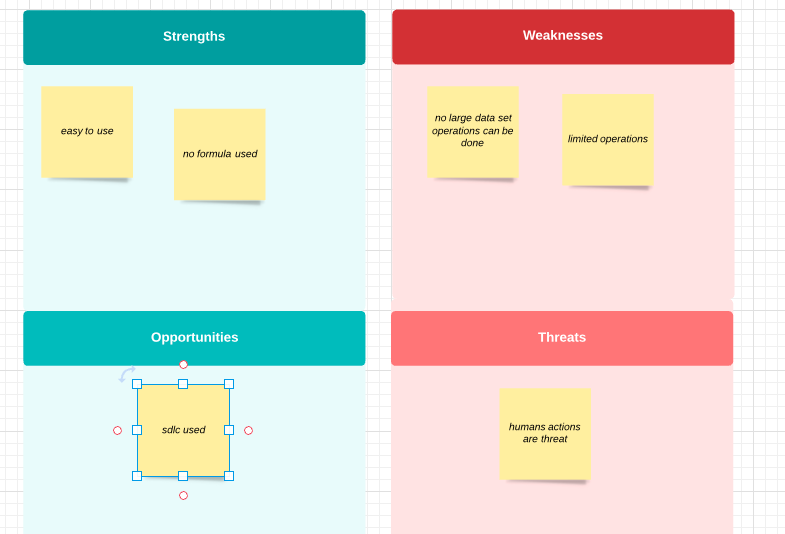 Strengths
Weaknesses
easy to use
no formula used
no large data set
operations can be
done
limited operations
Opportunities
Threats
sdlc used
humans actions
are threat